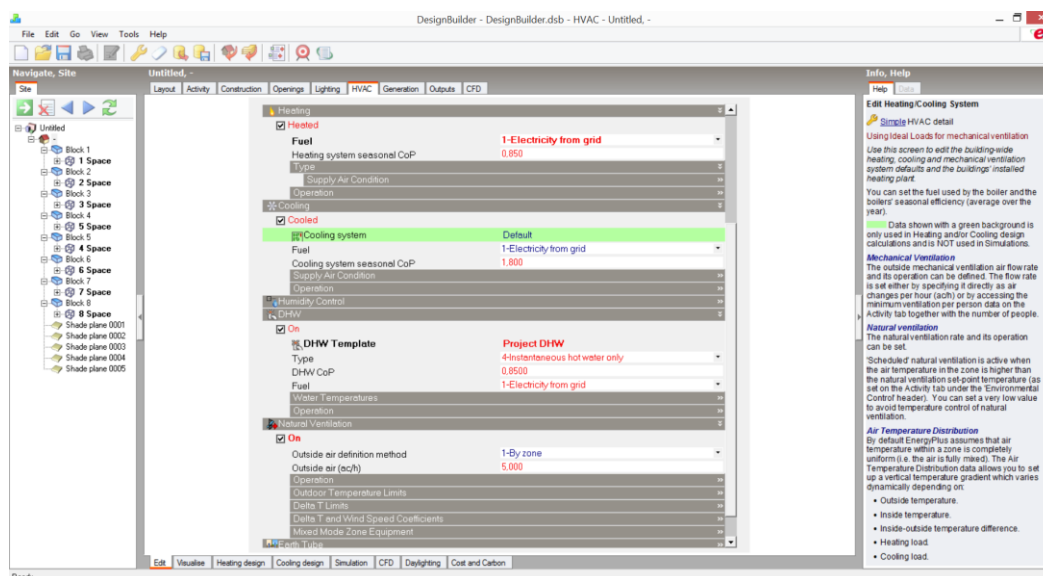 DesignBuilder - DesignBuilder.dsb - HVAC - Untitled, -
File Edit Go View Tools Help
Navigate, Site
Site
Untitled
-
Block 1
1 Space
Block 2
2 Space
Block 3
3 Space
Block 4
5 Space
Block 5
4 Space
Block 6
6 Space
Block 7
7 Space
Block 8
8 Space
Shade plane 0001
Shade plane 0002
Shade plane 0003
Shade plane 0004
Shade plane 0005
Untitled, -
Layout Activity Construction Openings Lighting HVAC Generation Outputs CFD
Heating
Heated
Fuel 1-Electricity from grid
Heating system seasonal CoP 0,850
Type
Supply Air Condition
Operation
Cooling
Cooled
Cooling system Default
Fuel 1-Electricity from grid
Cooling system seasonal CoP 1,800
Supply Air Condition
Operation
Humidity Control
DHW
On
DHW Template Project DHW
Type 4-Instantaneous hot water only
DHW CoP 0,8500
Fuel 1-Electricity from grid
Water Temperatures
Operation
Natural Ventilation
On
Outside air definition method 1-By zone
Outside air (ac/h) 5,000
Operation
Outdoor Temperature Limits
Delta T Limits
Delta T and Wind Speed Coefficients
Mixed Mode Zone Equipment
Earth Tube
Edit Visualise Heating design Cooling design Simulation CFD Daylighting Cost and Carbon
Info, Help
Help Data
Edit Heating/Cooling System
Simple HVAC detail
Using Ideal Loads for mechanical ventilation
Use this screen to edit the building-wide
heating, cooling and mechanical ventilation
system defaults and the buildings' installed
heating plant.
You can set the fuel used by the boiler and the
boilers' seasonal efficiency (average over the
year).
Data shown with a green background is
only used in Heating and/or Cooling design
calculations and is NOT used in Simulations.
Mechanical Ventilation
The outside mechanical ventilation air flow rate
and its operation can be defined. The flow rate
is set either by specifying it directly as air
changes per hour (ac/h) or by accessing the
minimum ventilation per person data on the
Activity tab together with the number of people.
Natural ventilation
The natural ventilation rate and its operation
can be set.
'Scheduled' natural ventilation is active when
the air temperature in the zone is higher than
the natural ventilation set-point temperature (as
set on the Activity tab under the 'Environmental
Control' header). You can set a very low value
to avoid temperature control of natural
ventilation.
Air Temperature Distribution
By default EnergyPlus assumes that air
temperature within a zone is completely
uniform (i.e. the air is fully mixed). The Air
Temperature Distribution data allows you to set
up a vertical temperature gradient which varies
dynamically depending on:
• Outside temperature.
• Inside temperature.
• Inside-outside temperature difference.
• Heating load.
• Cooling load.